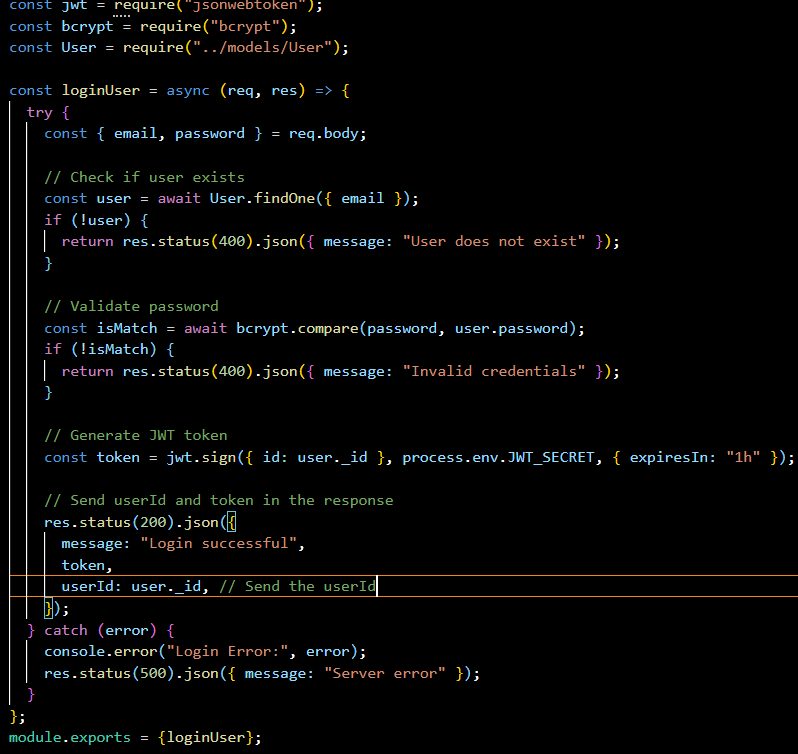 const jwt = require("jsonwebtoken");
const bcrypt = require("bcrypt");
const User = require("../models/User");

const loginUser = async (req, res) => {
  try {
    const { email, password } = req.body;

    // Check if user exists
    const user = await User.findOne({ email });
    if (!user) {
      return res.status(400).json({ message: "User does not exist" });
    }

    // Validate password
    const isMatch = await bcrypt.compare(password, user.password);
    if (!isMatch) {
      return res.status(400).json({ message: "Invalid credentials" });
    }

    // Generate JWT token
    const token = jwt.sign({ id: user._id }, process.env.JWT_SECRET, { expiresIn: "1h" });

    // Send userId and token in the response
    res.status(200).json({
      message: "Login successful",
      token,
      userId: user._id, // Send the userId
    });
  } catch (error) {
    console.error("Login Error:", error);
    res.status(500).json({ message: "Server error" });
  }
};
module.exports = {loginUser};